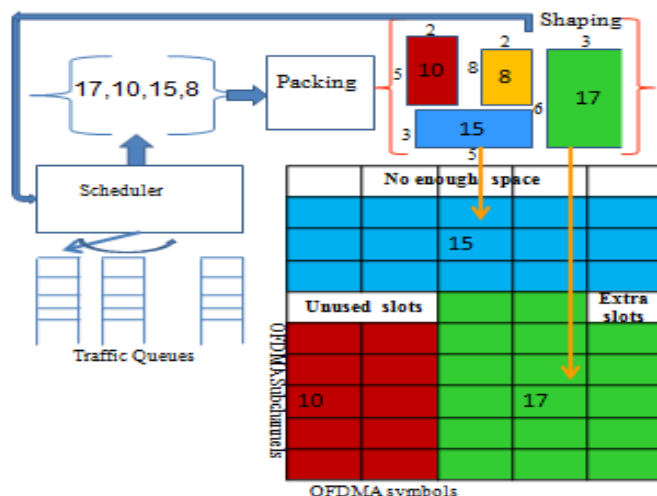 Shaping
2
2
3
17,10,15,8
Packing
5
10
8
8
6
17
3
15
5
Scheduler
No enough space
15
Unused slots
Extra
slots
Traffic Queues
OFDMA Subchannels
10
17
OFDMA symbols